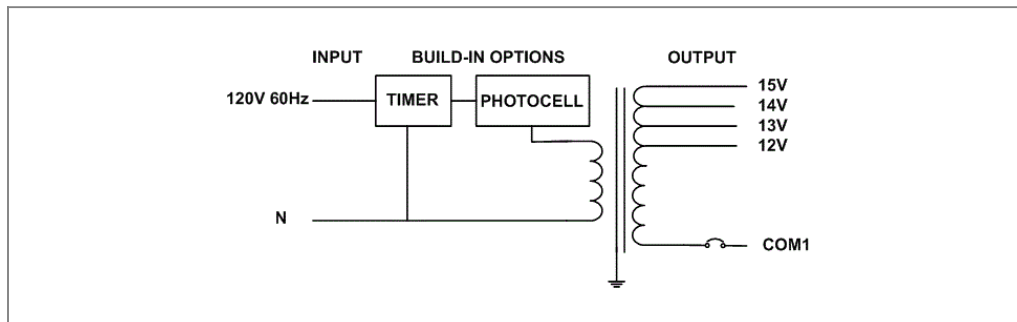 INPUT
BUILD-IN OPTIONS
OUTPUT
120V 60Hz
TIMER
PHOTOCELL
15V
14V
13V
12V
N
COM1